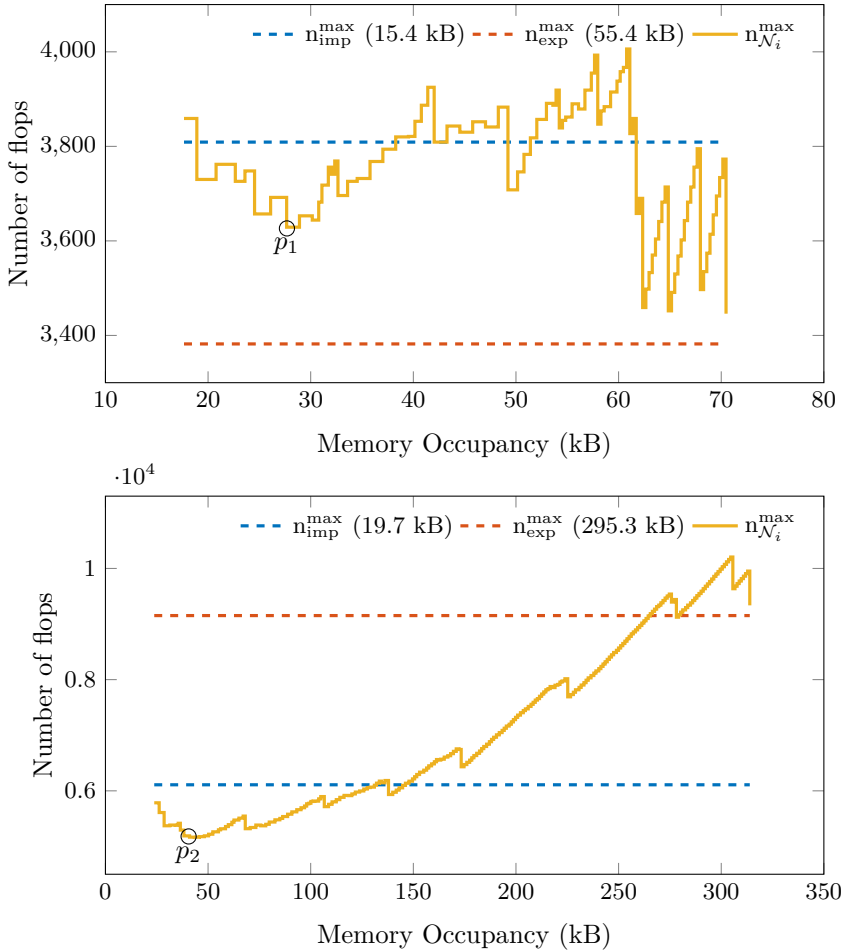 4,000
3,800
3,600
3,400
Number of flops
n_imp^max (15.4 kB) n_exp^max (55.4 kB) n_𝒩ᵢ^max
p₁
10 20 30 40 50 60 70 80
Memory Occupancy (kB)
·10⁴
1
0.8
0.6
Number of flops
n_imp^max (19.7 kB) n_exp^max (295.3 kB) n_𝒩ᵢ^max
p₂
0 50 100 150 200 250 300 350
Memory Occupancy (kB)